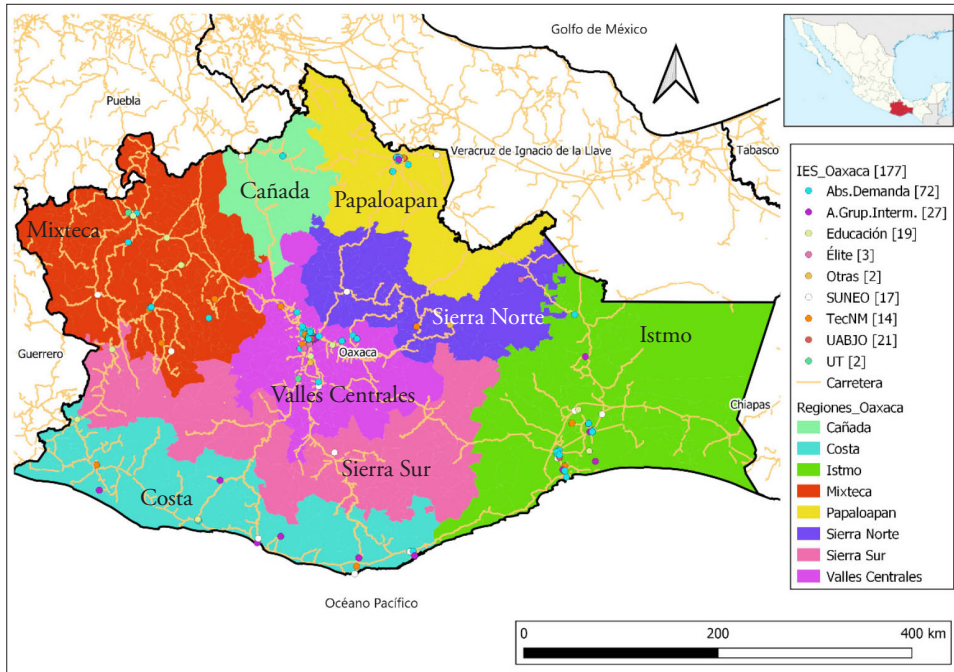 Golfo de México
Puebla
Veracruz de Ignacio de la Llave
Tabasco
Cañada
Papaloapan
Mixteca
Sierra Norte
Istmo
Guerrero
Oaxaca
Valles Centrales
Chiapas
Sierra Sur
Costa
Océano Pacífico
IES_Oaxaca [177]
Abs.Demanda [72]
A.Grup.Interm. [27]
Educación [19]
Élite [3]
Otras [2]
SUNEO [17]
TecNM [14]
UABJO [21]
UT [2]
Carretera
Regiones_Oaxaca
Cañada
Costa
Istmo
Mixteca
Papaloapan
Sierra Norte
Sierra Sur
Valles Centrales
0 200 400 km